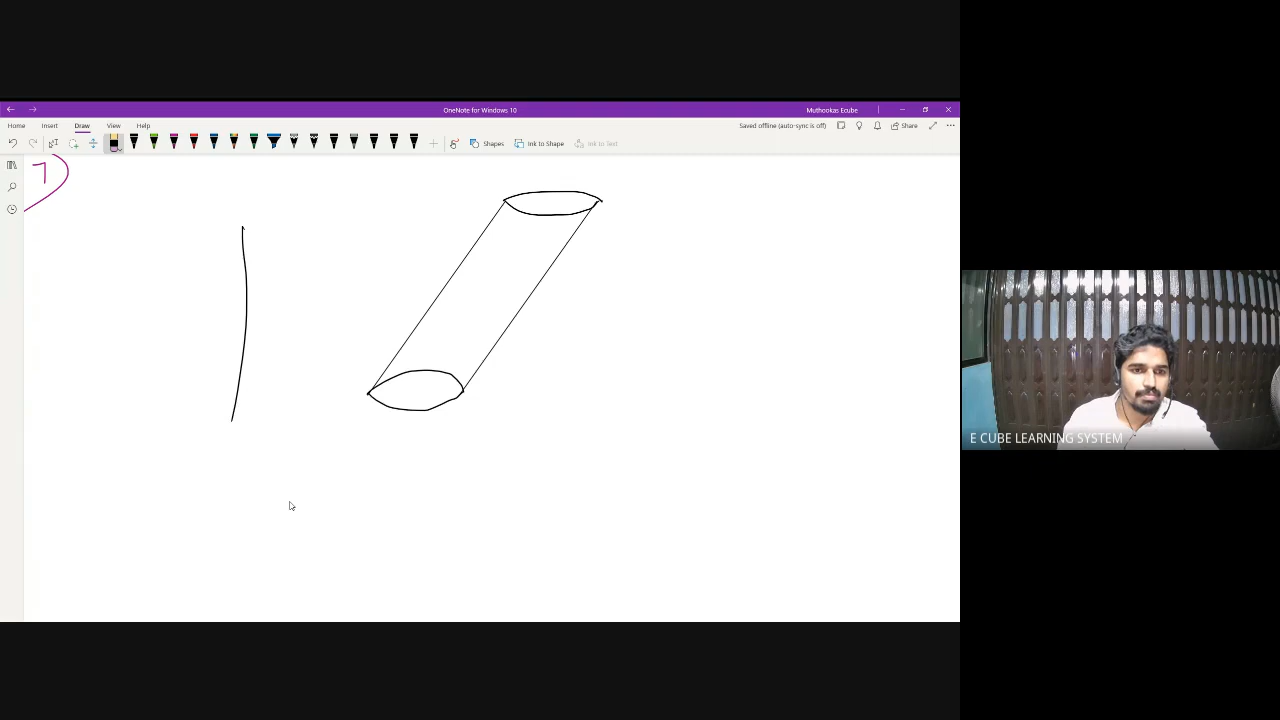 OneNote for Windows 10
Muthookas Ecube
Home Insert Draw View Help
Saved offline (auto-sync is off)
Share
Shapes
Ink to Shape
Ink to Text
7
E CUBE LEARNING SYSTEM